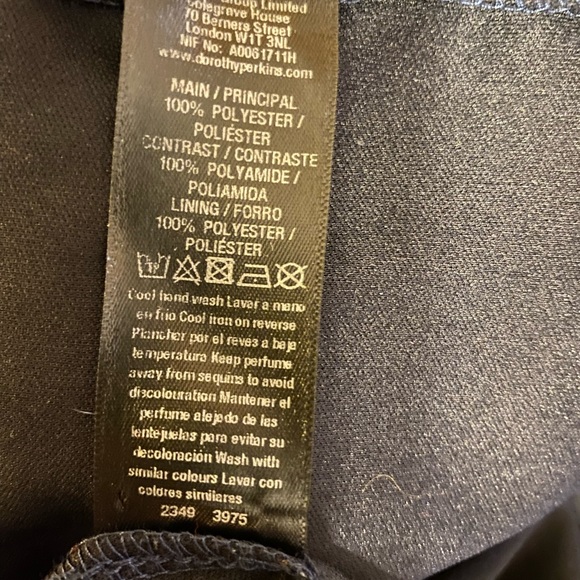 Group Limited
Colegrave House
70 Berners Street
London W1T 3NL
NIF No: A0061711H
www.dorothyperkins.com
MAIN / PRINCIPAL
100% POLYESTER /
POLIÉSTER
CONTRAST / CONTRASTE
100% POLYAMIDE /
POLIAMIDA
LINING / FORRO
100% POLYESTER /
POLIÉSTER
Cool hand wash Lavar a mano
en frio Cool iron on reverse
Planchar por el reves a baja
temperatura Keep perfume
away from sequins to avoid
discolouration Mantener el
perfume alejado de las
lentejuelas para evitar su
decoloración Wash with
similar colours Lavar con
colores similares
2349 3975